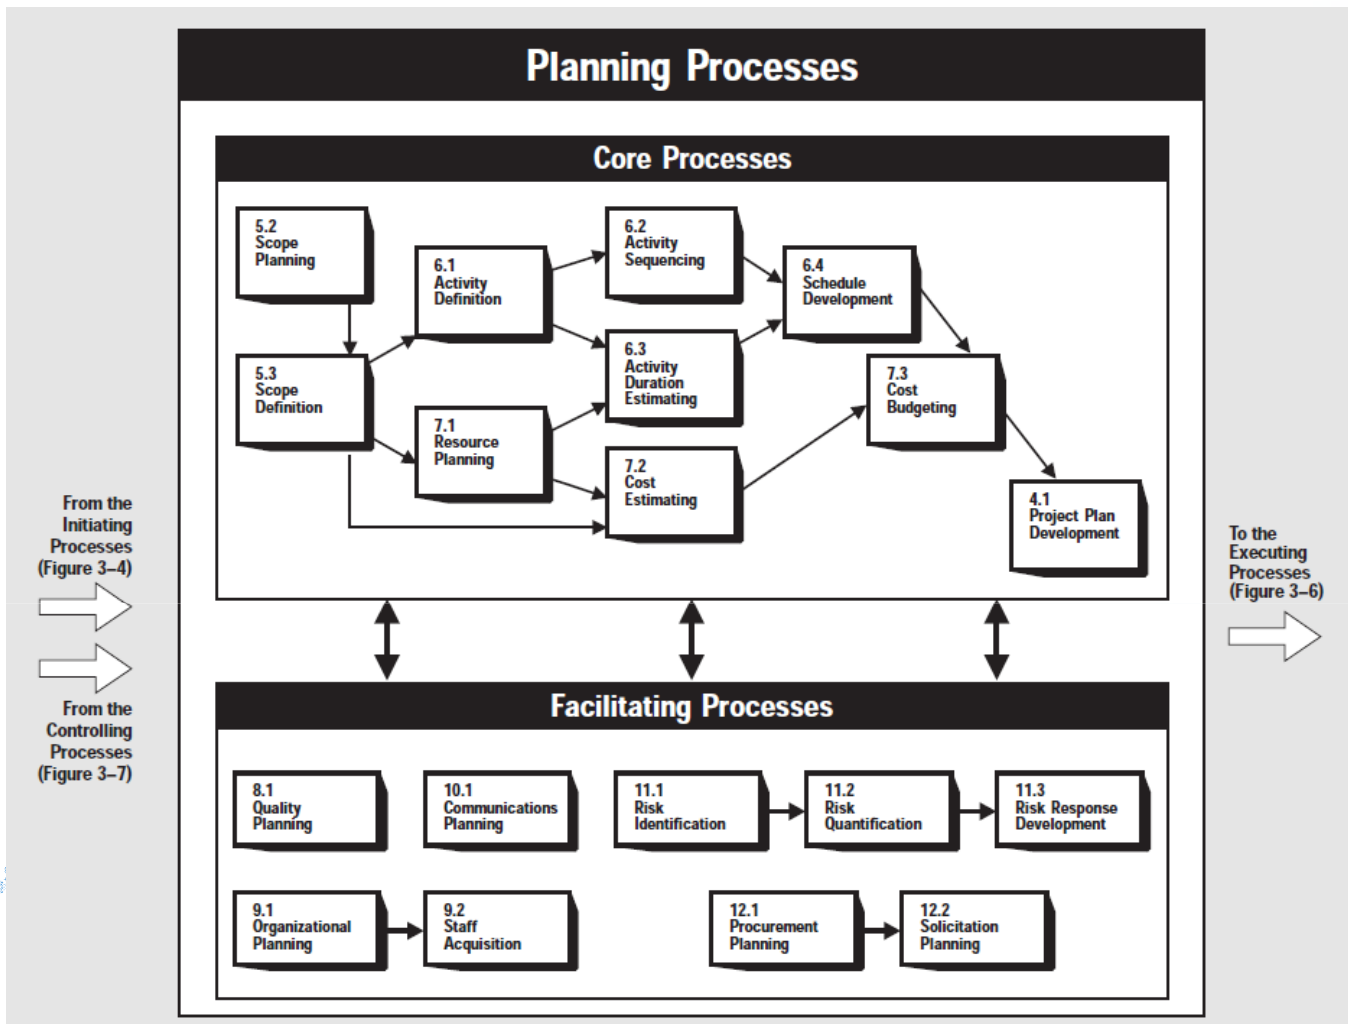 Planning Processes
Core Processes
5.2
Scope
Planning
5.3
Scope
Definition
6.1
Activity
Definition
7.1
Resource
Planning
6.2
Activity
Sequencing
6.3
Activity
Duration
Estimating
7.2
Cost
Estimating
6.4
Schedule
Development
7.3
Cost
Budgeting
4.1
Project Plan
Development
From the
Initiating
Processes
(Figure 3–4)
From the
Controlling
Processes
(Figure 3–7)
To the
Executing
Processes
(Figure 3–6)
Facilitating Processes
8.1
Quality
Planning
10.1
Communications
Planning
11.1
Risk
Identification
11.2
Risk
Quantification
11.3
Risk Response
Development
9.1
Organizational
Planning
9.2
Staff
Acquisition
12.1
Procurement
Planning
12.2
Solicitation
Planning